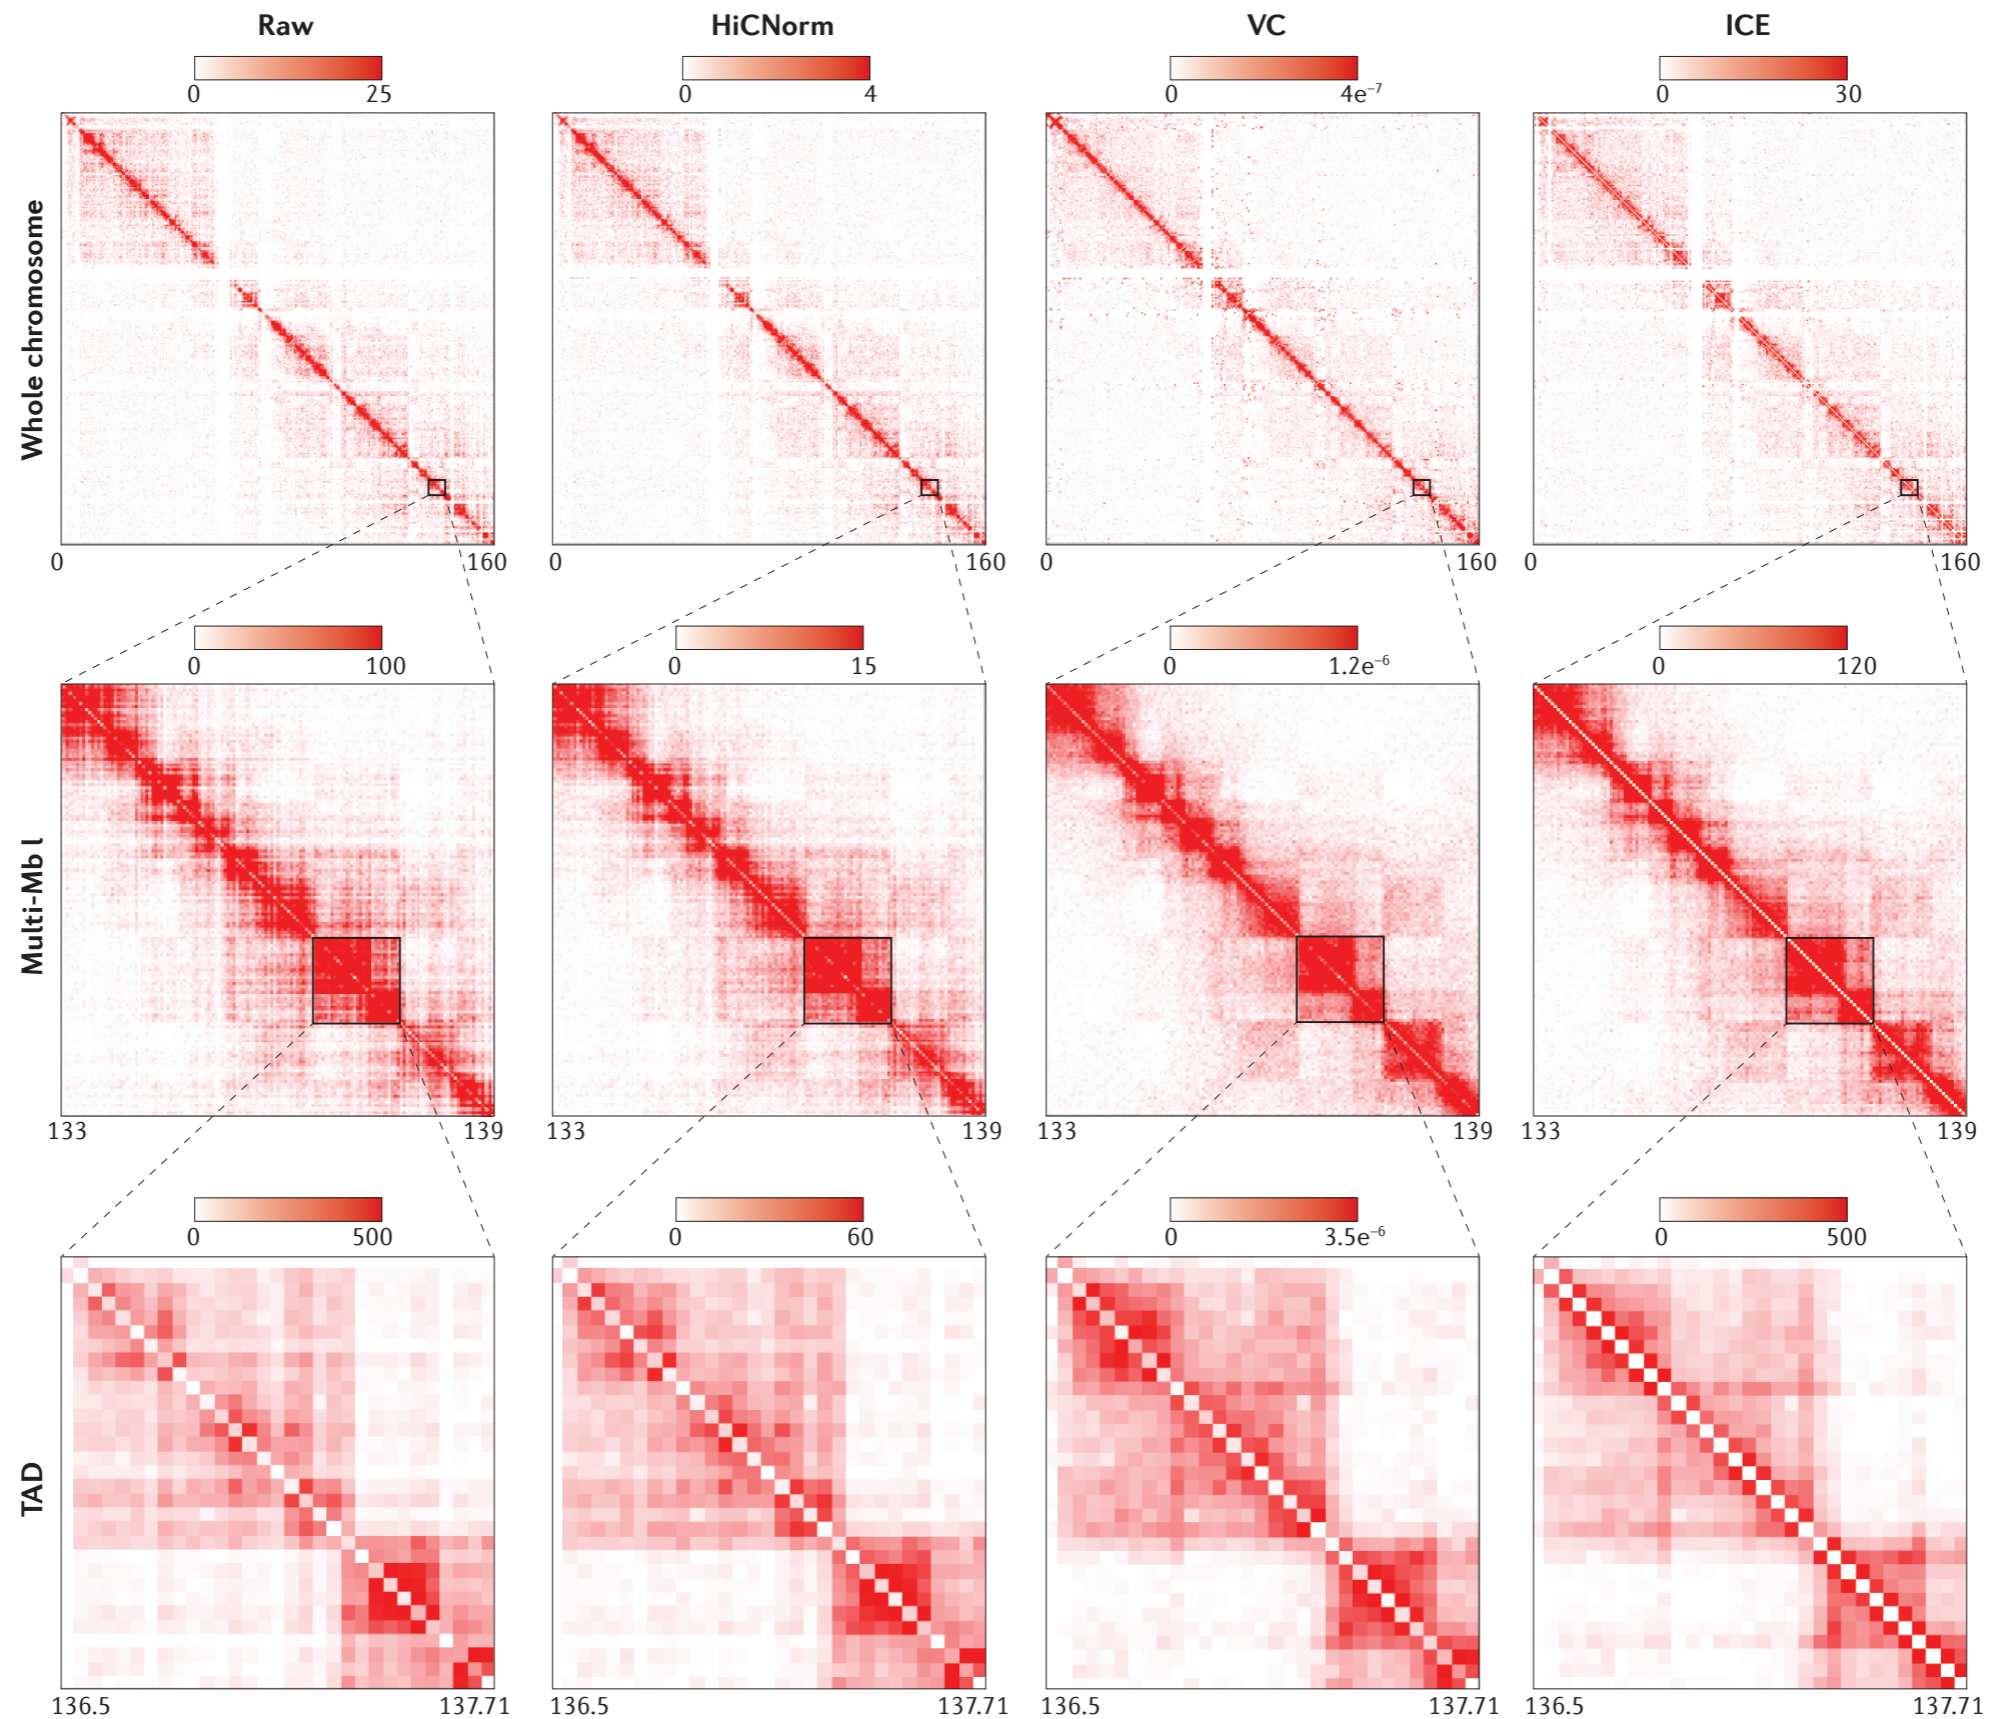 Raw HiCNorm VC ICE
0 25 0 4 0 4e⁻⁷ 0 30
Whole chromosome
0 160 0 160 0 160 0 160
0 100 0 15 0 1.2e⁻⁶ 0 120
Multi-Mb l
133 139 133 139 133 139 133 139
0 500 0 60 0 3.5e⁻⁶ 0 500
TAD
136.5 137.71 136.5 137.71 136.5 137.71 136.5 137.71